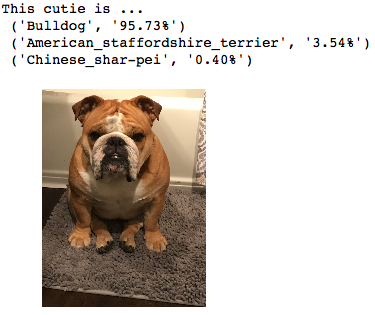 This cutie is ...
('Bulldog', '95.73%')
('American_staffordshire_terrier', '3.54%')
('Chinese_shar-pei', '0.40%')